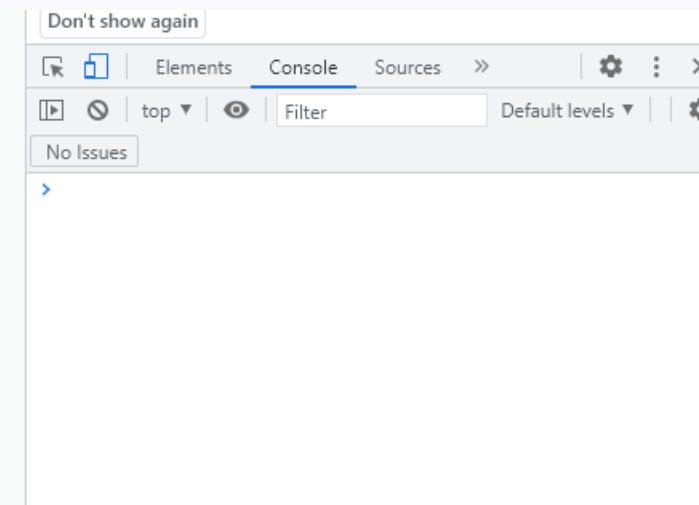 Don't show again
Elements Console Sources
top Filter Default levels
No Issues